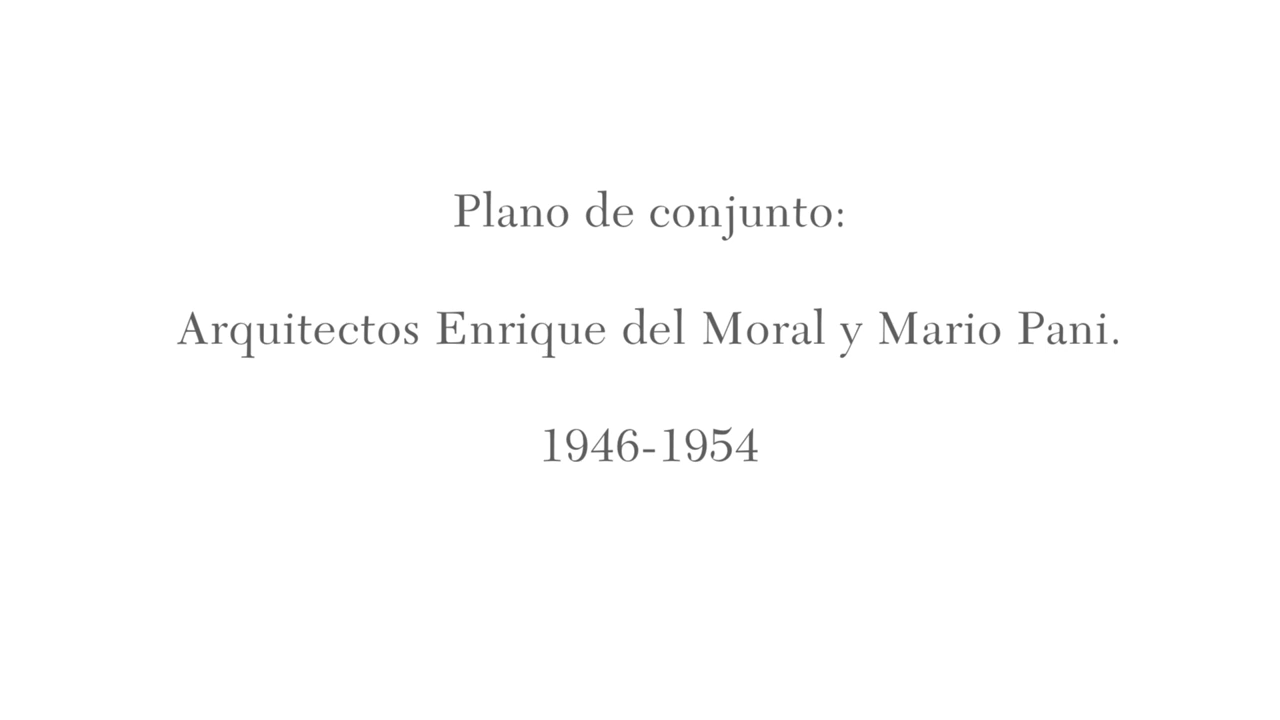 Plano de conjunto:
Arquitectos Enrique del Moral y Mario Pani.
1946-1954